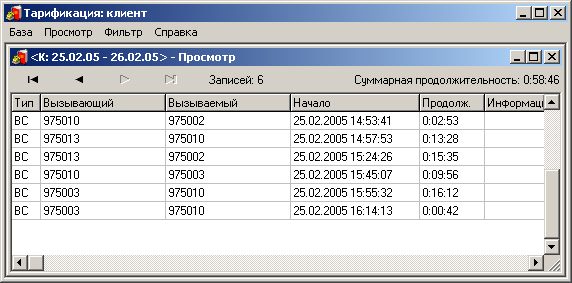 Тарификация: клиент
База Просмотр Фильтр Справка
<К: 25.02.05 - 26.02.05> - Просмотр
Записей: 6 Суммарная продолжительность: 0:58:46
Тип Вызывающий Вызываемый Начало Продолж. Информаци
ВС 975010 975002 25.02.2005 14:53:41 0:02:53
ВС 975013 975010 25.02.2005 14:57:53 0:13:28
ВС 975013 975002 25.02.2005 15:24:26 0:15:35
ВС 975010 975003 25.02.2005 15:45:07 0:09:56
ВС 975003 975010 25.02.2005 15:55:32 0:16:12
ВС 975003 975010 25.02.2005 16:14:13 0:00:42